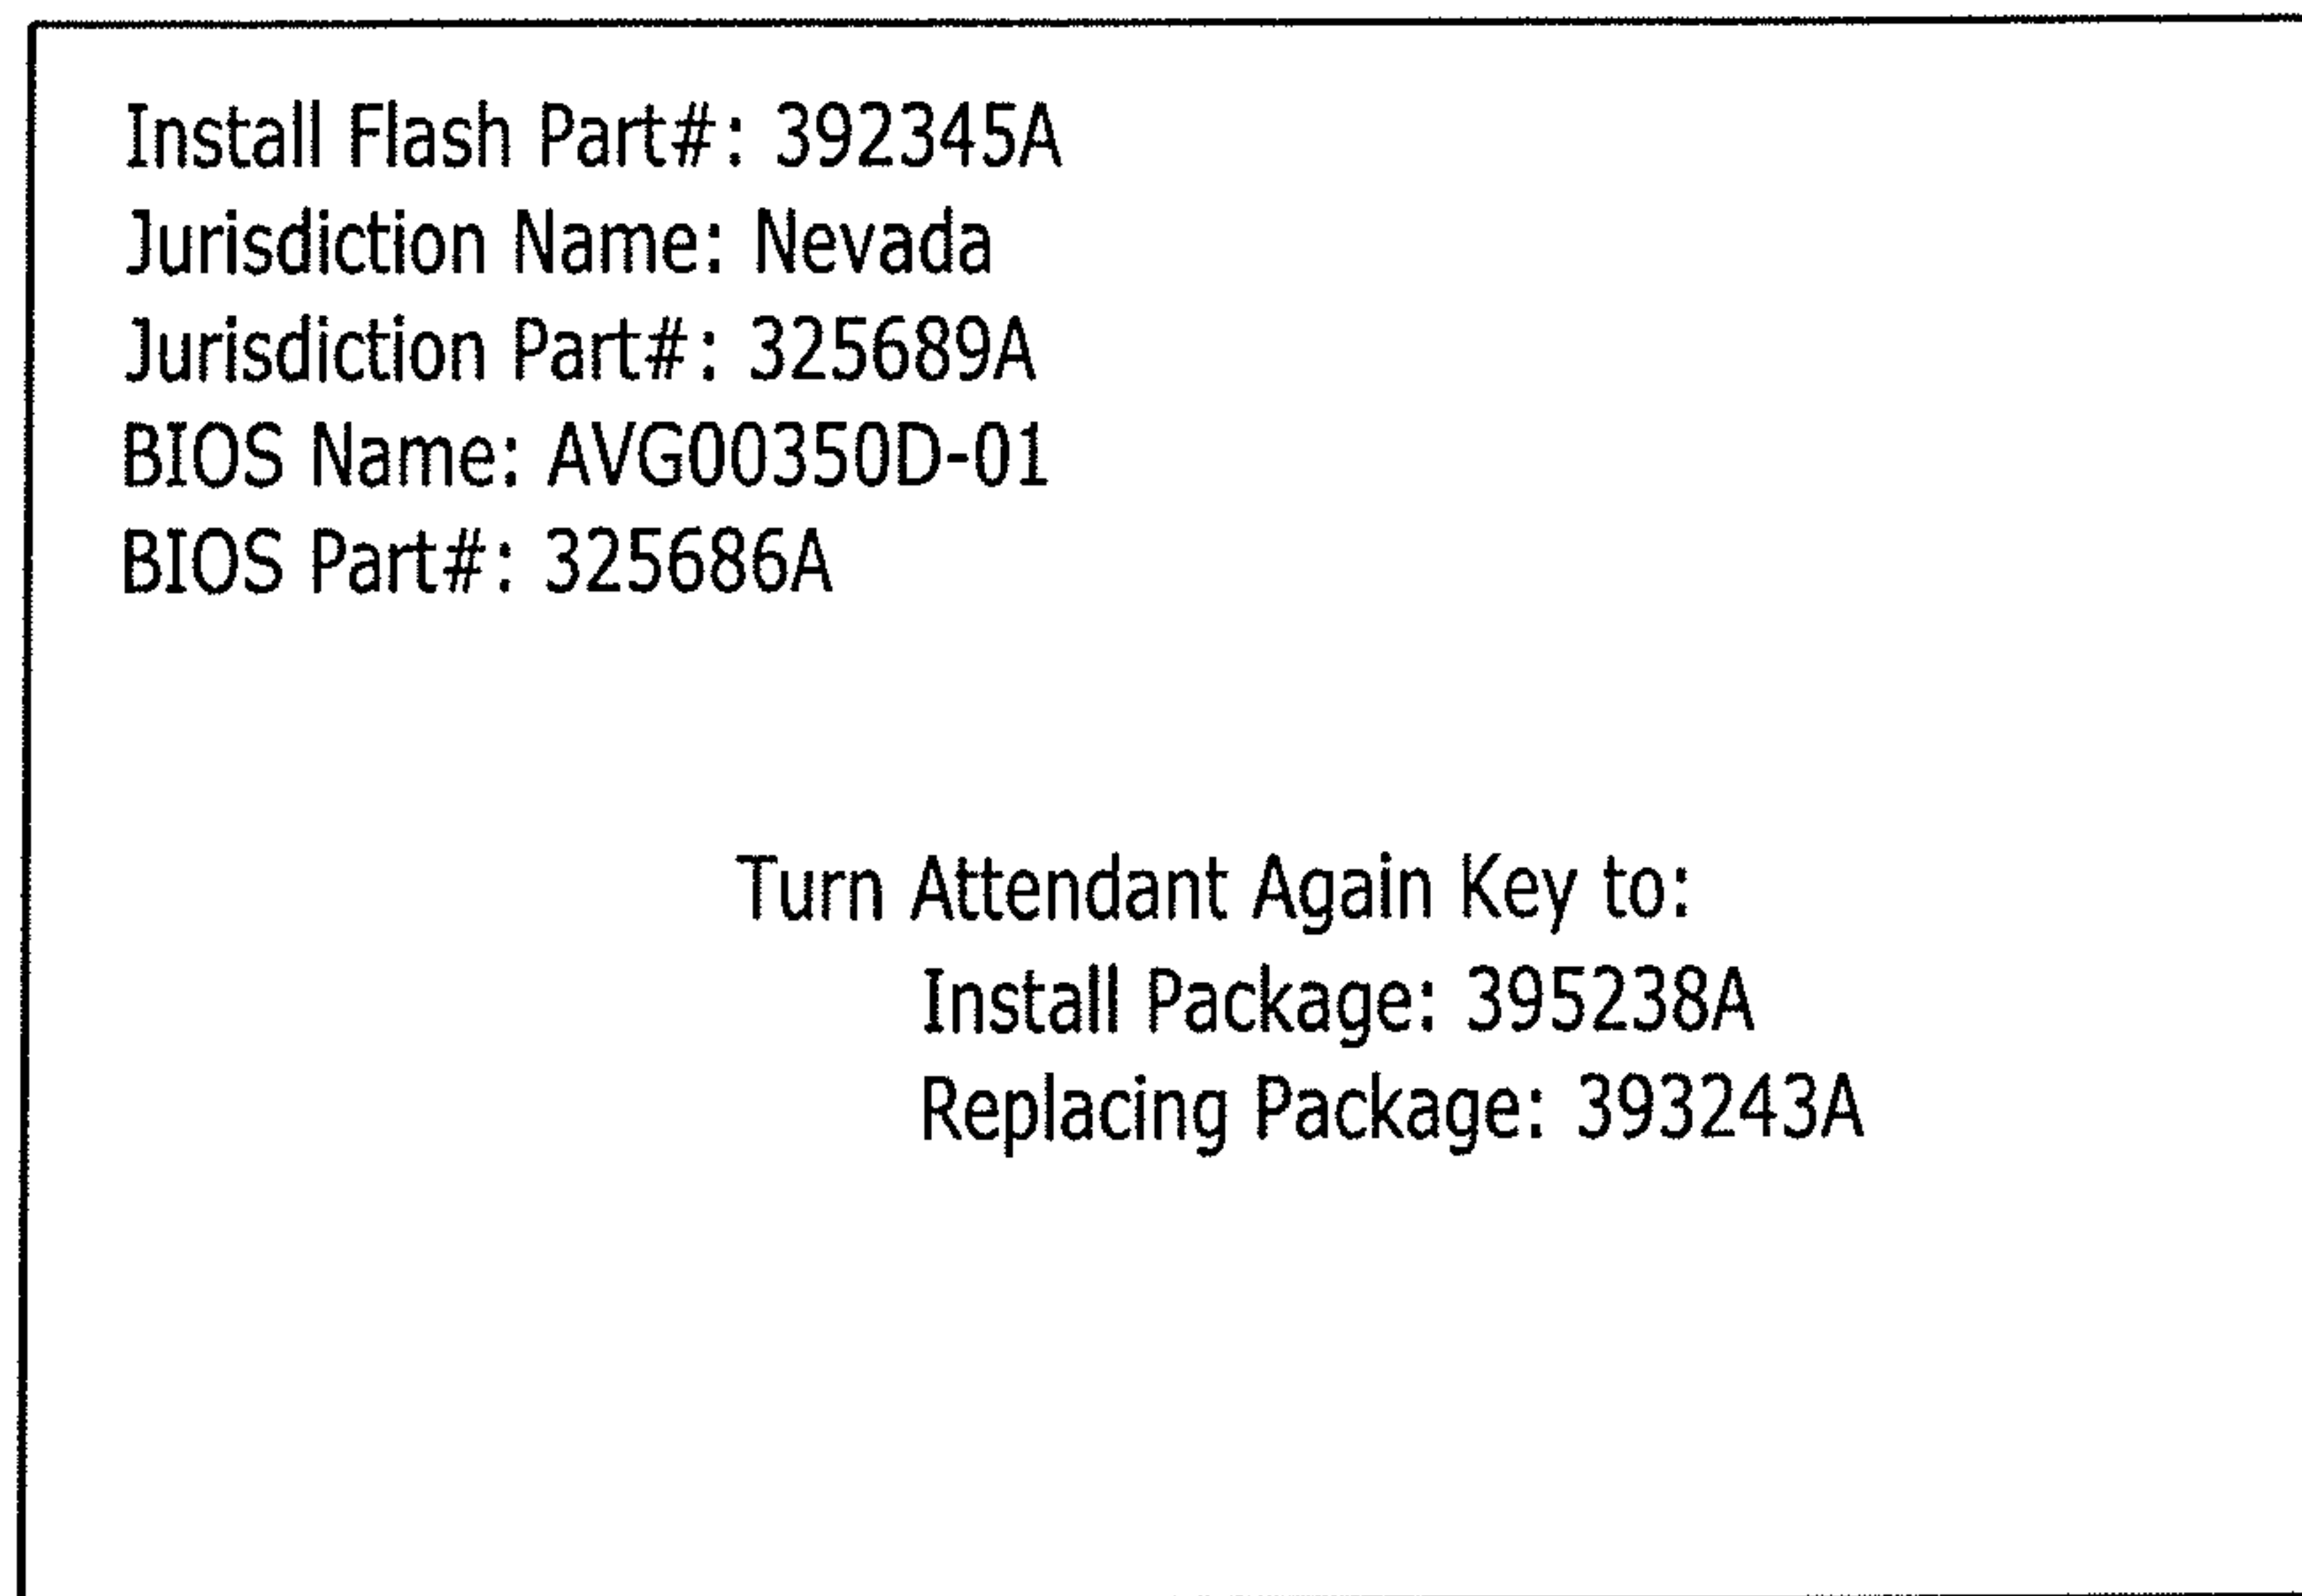 Install Flash Part#: 392345A
Jurisdiction Name: Nevada
Jurisdiction Part#: 325689A
BIOS Name: AVG00350D-01
BIOS Part#: 325686A
Turn Attendant Again Key to:
Install Package: 395238A
Replacing Package: 393243A